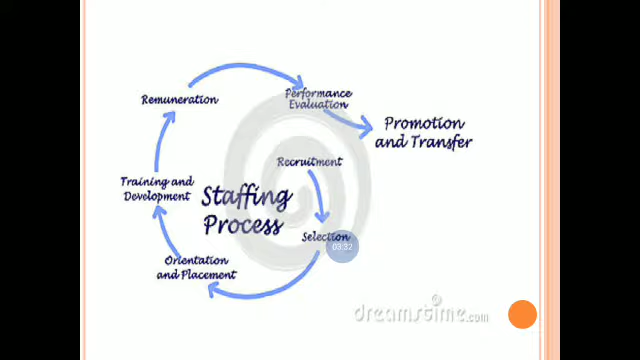 Performance
Evaluation
Remuneration
Promotion
and Transfer
Recruitment
Training and
Development
Staffing
Process
Selection
03:32
Orientation
and Placement
dreamstime.com